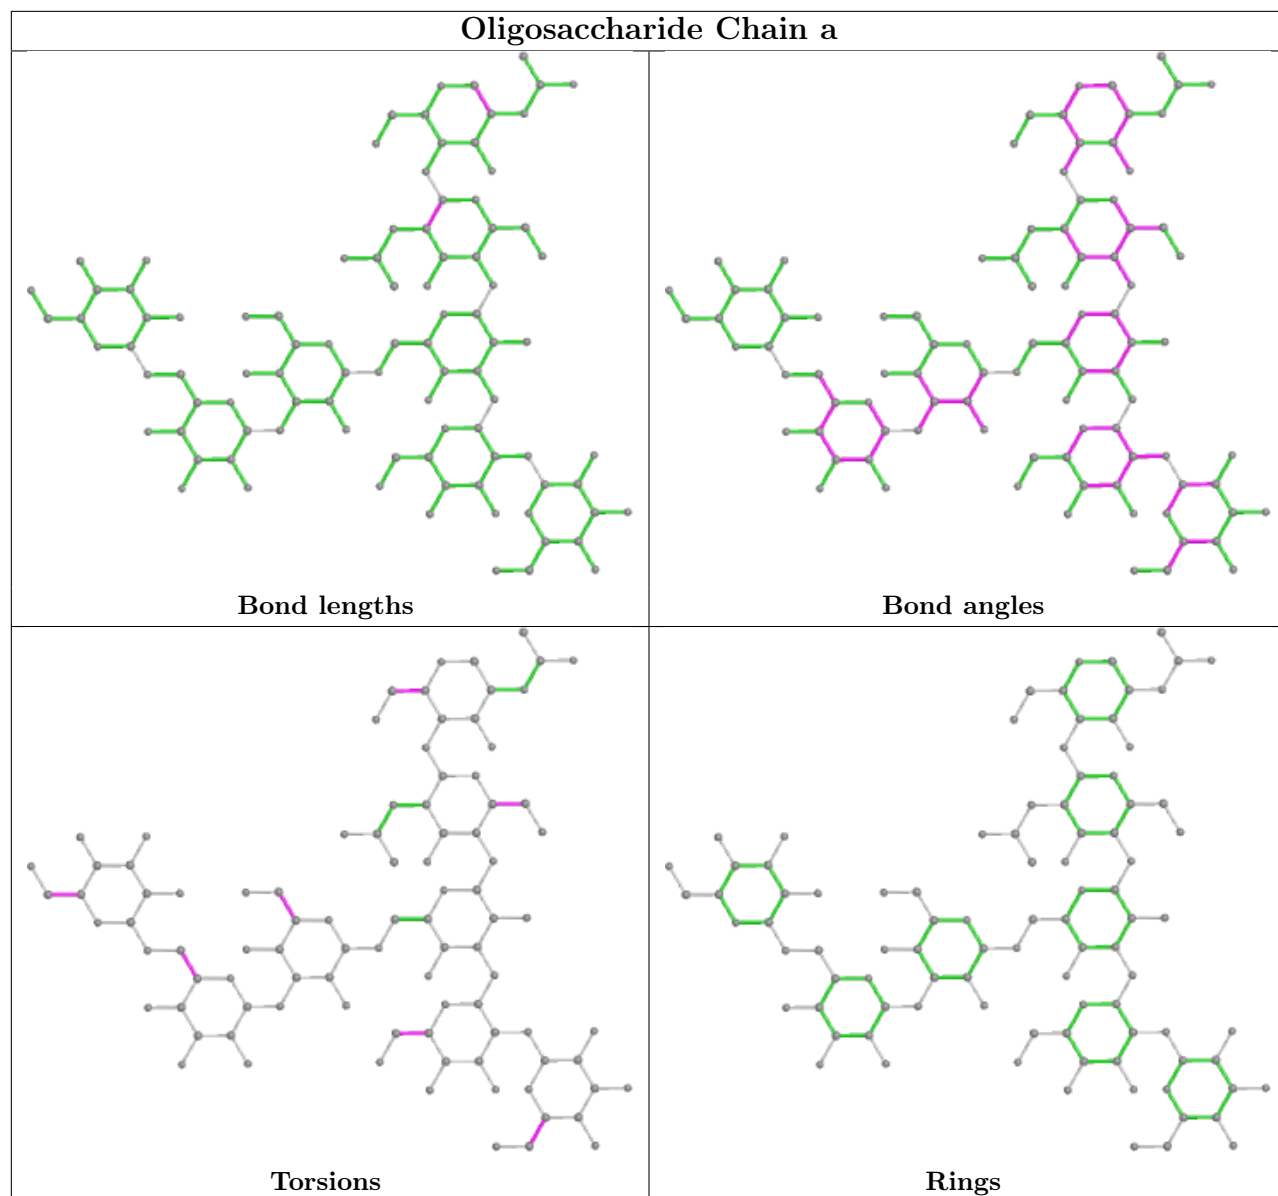 Oligosaccharide Chain a
Bond lengths
Bond angles
Torsions
Rings